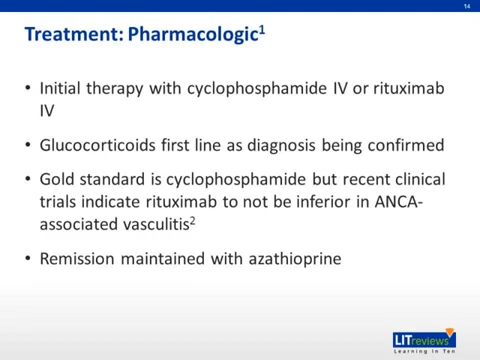 14
Treatment: Pharmacologic1
• Initial therapy with cyclophosphamide IV or rituximab
IV
• Glucocorticoids first line as diagnosis being confirmed
• Gold standard is cyclophosphamide but recent clinical
trials indicate rituximab to not be inferior in ANCA-
associated vasculitis2
• Remission maintained with azathioprine
LITreviews
Learning In Ten